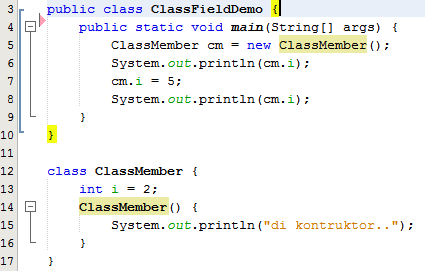 3 public class ClassFieldDemo {
4 public static void main(String[] args) {
5 ClassMember cm = new ClassMember();
6 System.out.println(cm.i);
7 cm.i = 5;
8 System.out.println(cm.i);
9 }
10 }
11
12 class ClassMember {
13 int i = 2;
14 ClassMember() {
15 System.out.println("di kontruktor..");
16 }
17 }